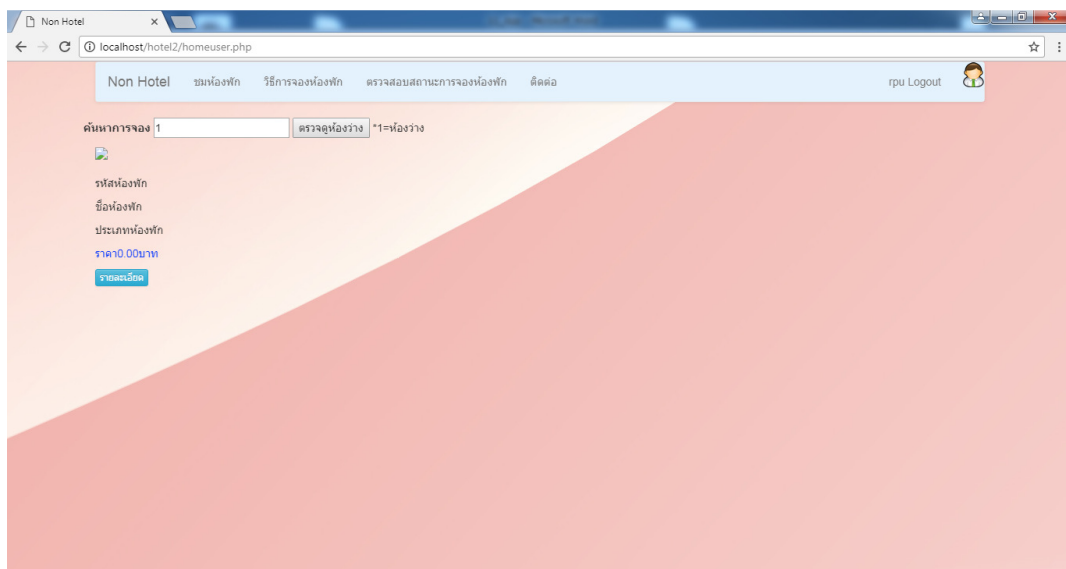 Non Hotel
localhost/hotel2/homeuser.php
Non Hotel ชมห้องพัก วิธีการจองห้องพัก ตรวจสอบสถานะการจองห้องพัก ติดต่อ rpu Logout
ค้นหาการจอง 1 ตรวจดูห้องว่าง *1=ห้องว่าง
รหัสห้องพัก
ชื่อห้องพัก
ประเภทห้องพัก
ราคา0.00บาท
รายละเอียด